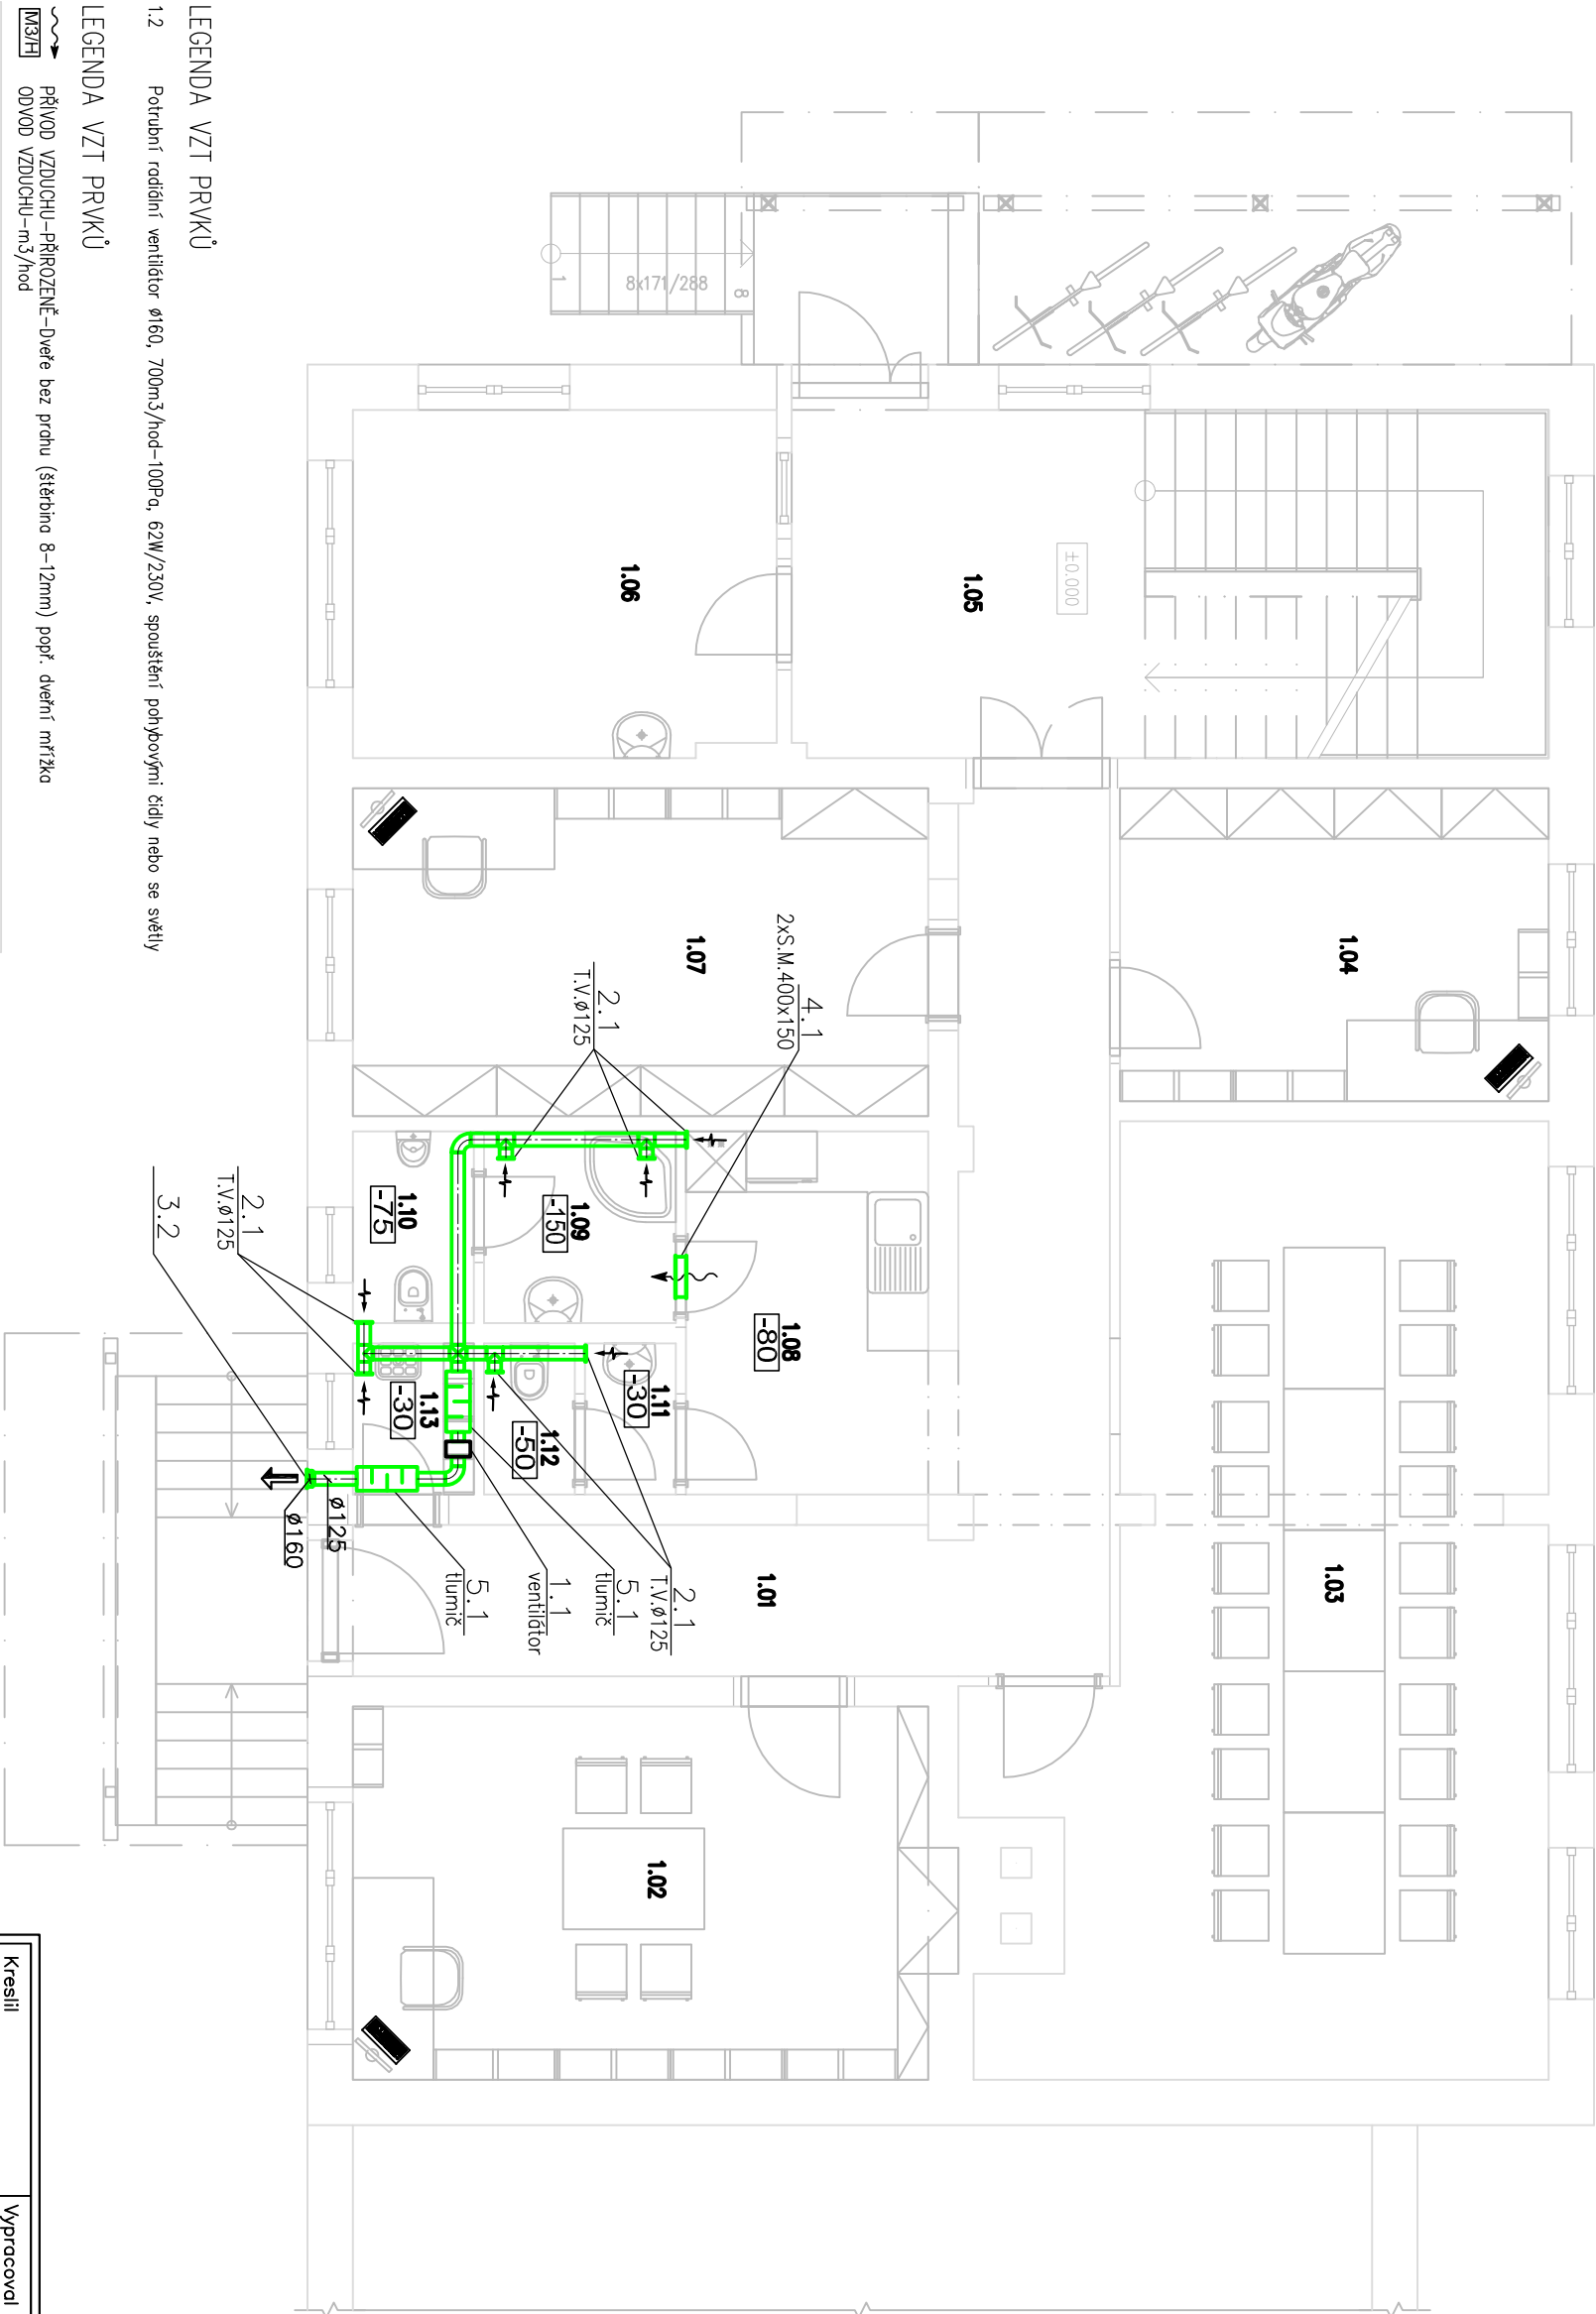 LEGENDA VZT PRVKŮ
1.2 Potrubní radiální ventilátor ø160, 700m3/hod-100Pa, 62W/230V, spouštění pohybovými čidly nebo se světly
LEGENDA VZT PRVKŮ
PŘÍVOD VZDUCHU-PŘIROZENĚ-Dveře bez prahu (štěrbina 8-12mm) popř. dveřní mřížka
M3/H ODVOD VZDUCHU-m3/hod
8x171/288
1
8
±0.000
1.05
1.06
1.04
1.07
4.1
2xS.M.400x150
2.1
T.V.ø125
1.03
1.08
-80
1.09
-150
1.10
-75
1.11
-30
1.12
-50
1.13
-30
2.1
T.V.ø125
3.2
ø125
ø160
2.1
T.V.ø125
5.1
tlumič
1.1
ventilátor
5.1
tlumič
1.01
1.02
Kreslil
Vypracoval